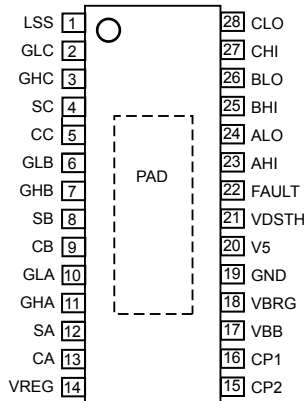 LSS 1 28 CLO
GLC 2 27 CHI
GHC 3 26 BLO
SC 4 25 BHI
CC 5 24 ALO
GLB 6 23 AHI
GHB 7 PAD 22 FAULT
SB 8 21 VDSTH
CB 9 20 V5
GLA 10 19 GND
GHA 11 18 VBRG
SA 12 17 VBB
CA 13 16 CP1
VREG 14 15 CP2